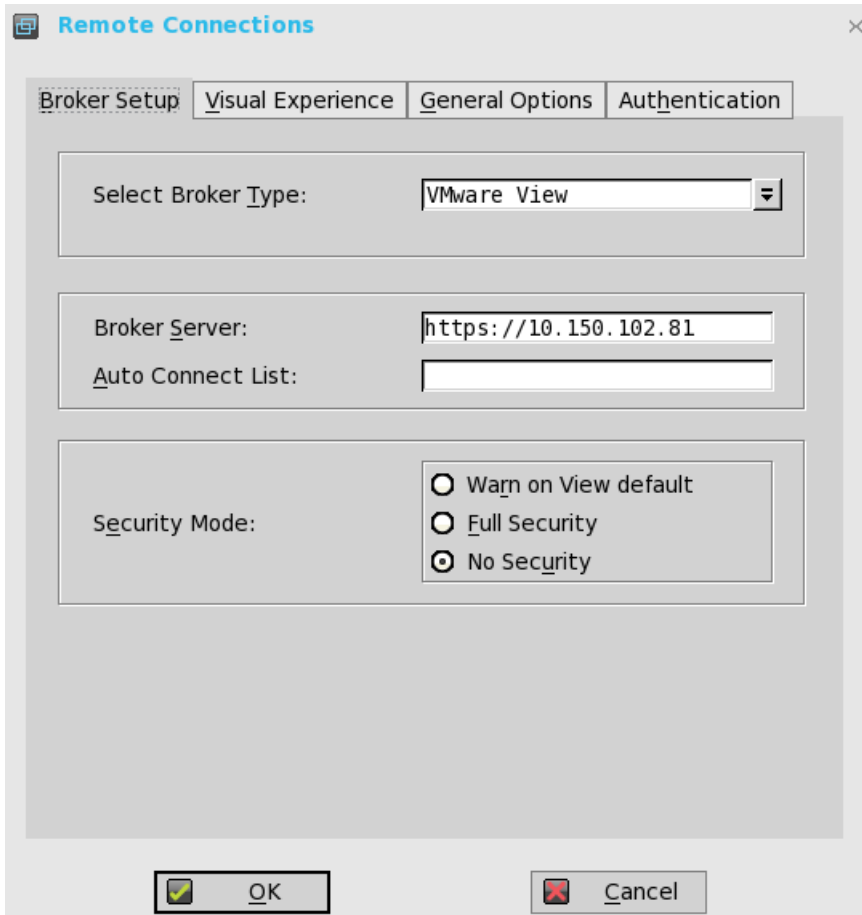 Remote Connections
Broker Setup Visual Experience General Options Authentication
Select Broker Type: VMware View
Broker Server: https://10.150.102.81
Auto Connect List:
Warn on View default
Security Mode: Full Security
No Security
OK Cancel